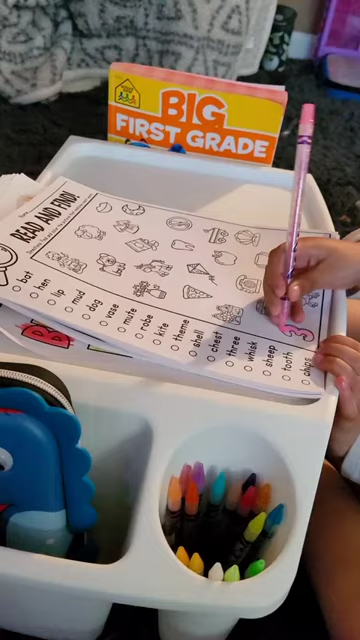 BIG
FIRST GRADE
READ AND FIND!
bat
hen
lip
mud
dog
vase
mute
robe
kite
theme
shell
chest
three
whisk
sheep
tooth
chips
3
B